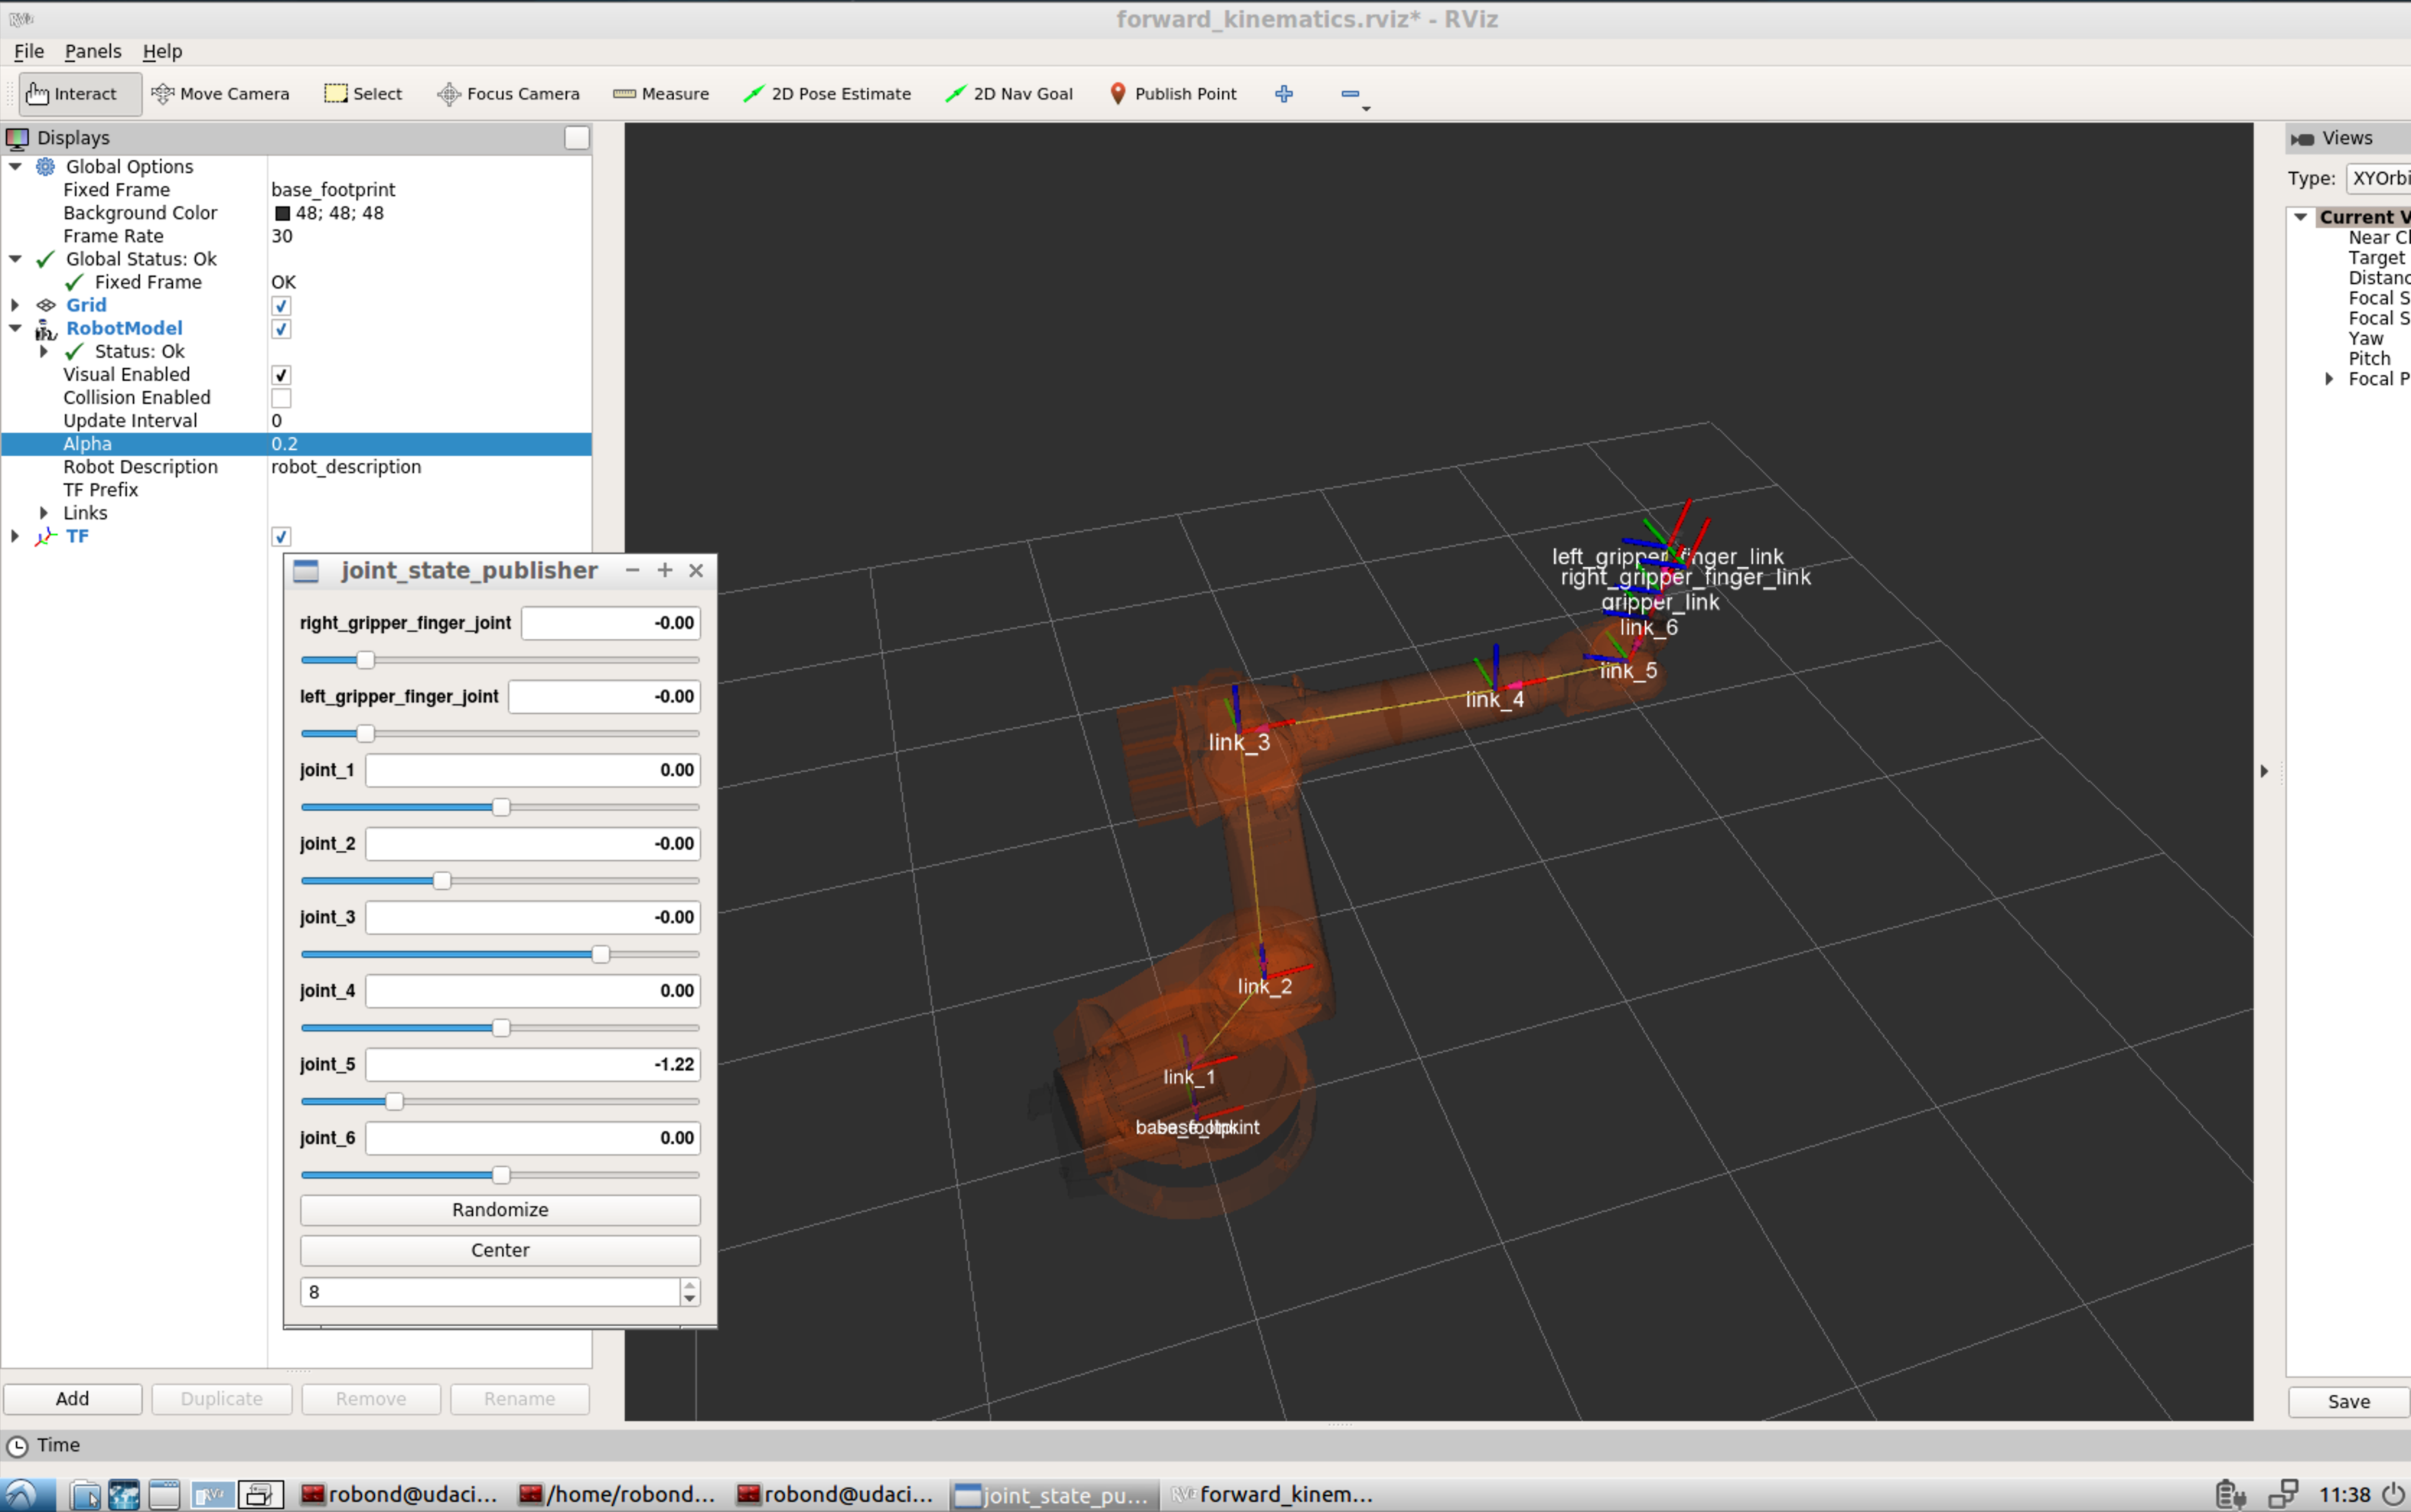 forward_kinematics.rviz* - RViz
File Panels Help
Interact Move Camera Select Focus Camera Measure 2D Pose Estimate 2D Nav Goal Publish Point
Displays
Global Options
Fixed Frame base_footprint
Background Color 48; 48; 48
Frame Rate 30
Global Status: Ok
Fixed Frame OK
Grid
RobotModel
Status: Ok
Visual Enabled
Collision Enabled
Update Interval 0
Alpha 0.2
Robot Description robot_description
TF Prefix
Links
TF
joint_state_publisher
right_gripper_finger_joint -0.00
left_gripper_finger_joint -0.00
joint_1 0.00
joint_2 -0.00
joint_3 -0.00
joint_4 0.00
joint_5 -1.22
joint_6 0.00
Randomize
Center
8
Add Duplicate Remove Rename
left_gripper_finger_link
right_gripper_finger_link
gripper_link
link_6
link_5
link_4
link_3
link_2
link_1
Views
Type: XYOrbi
Current V
Near Cl
Target
Distanc
Focal S
Focal S
Yaw
Pitch
Focal P
Save
Time
RViz robond@udaci... /home/robond... robond@udaci... joint_state_pu... RViz forward_kinem... 11:38